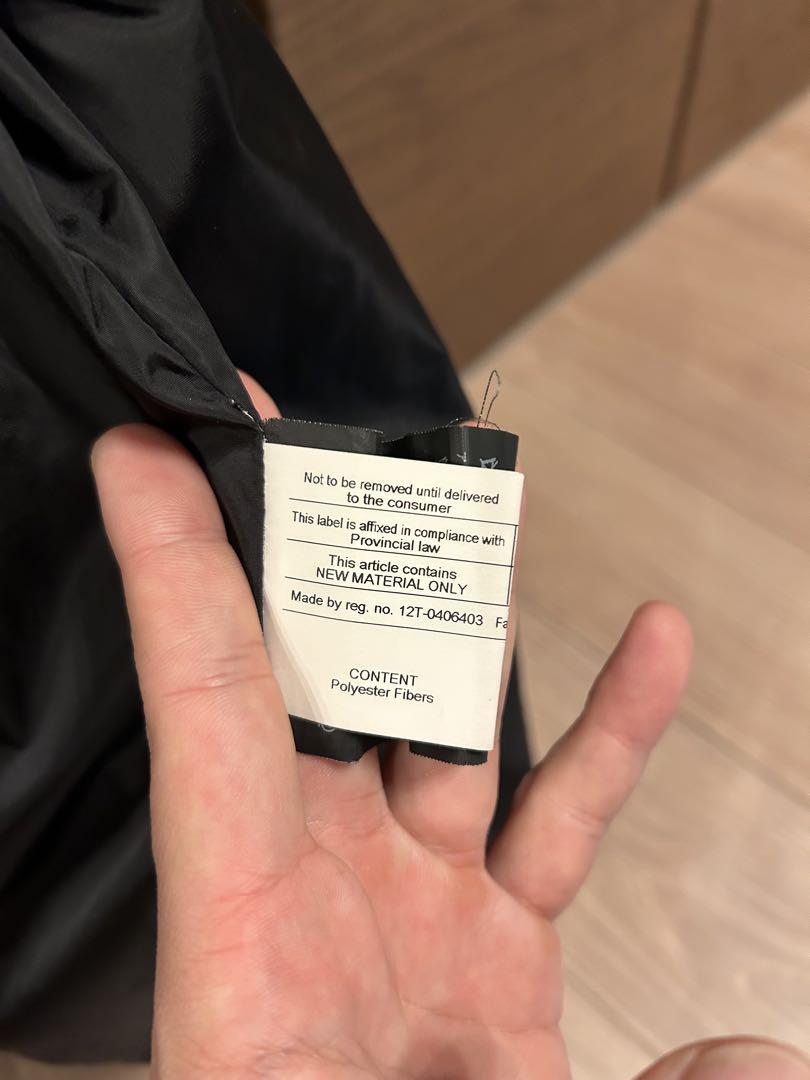 Not to be removed until delivered
to the consumer
This label is affixed in compliance with
Provincial law
This article contains
NEW MATERIAL ONLY
Made by reg. no. 12T-0406403
CONTENT
Polyester Fibers